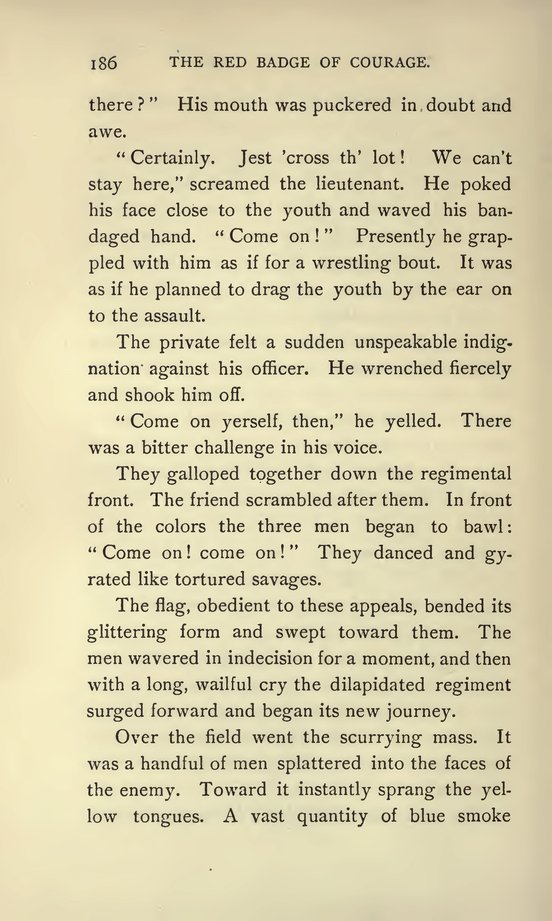 186 THE RED BADGE OF COURAGE.
there?" His mouth was puckered in doubt and
awe.
"Certainly. Jest 'cross th' lot! We can't
stay here," screamed the lieutenant. He poked
his face close to the youth and waved his ban-
daged hand. "Come on!" Presently he grap-
pled with him as if for a wrestling bout. It was
as if he planned to drag the youth by the ear on
to the assault.
The private felt a sudden unspeakable indig-
nation against his officer. He wrenched fiercely
and shook him off.
"Come on yerself, then," he yelled. There
was a bitter challenge in his voice.
They galloped together down the regimental
front. The friend scrambled after them. In front
of the colors the three men began to bawl:
"Come on! come on!" They danced and gy-
rated like tortured savages.
The flag, obedient to these appeals, bended its
glittering form and swept toward them. The
men wavered in indecision for a moment, and then
with a long, wailful cry the dilapidated regiment
surged forward and began its new journey.
Over the field went the scurrying mass. It
was a handful of men splattered into the faces of
the enemy. Toward it instantly sprang the yel-
low tongues. A vast quantity of blue smoke